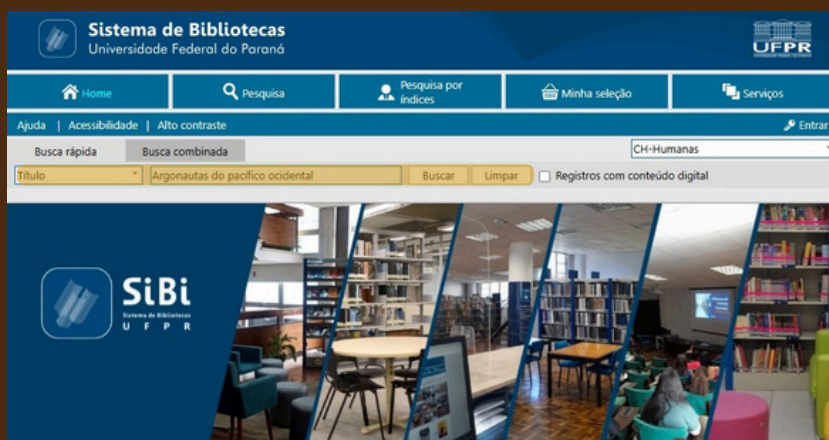 Sistema de Bibliotecas
Universidade Federal do Paraná
UFPR
Home
Pesquisa
Pesquisa por índices
Minha seleção
Serviços
Ajuda | Acessibilidade | Alto contraste
Entrar
Busca rápida
Busca combinada
CH-Humanas
Título
Argonautas do pacífico ocidental
Buscar
Limpar
Registros com conteúdo digital
SiBi
Sistema de Bibliotecas
U F P R